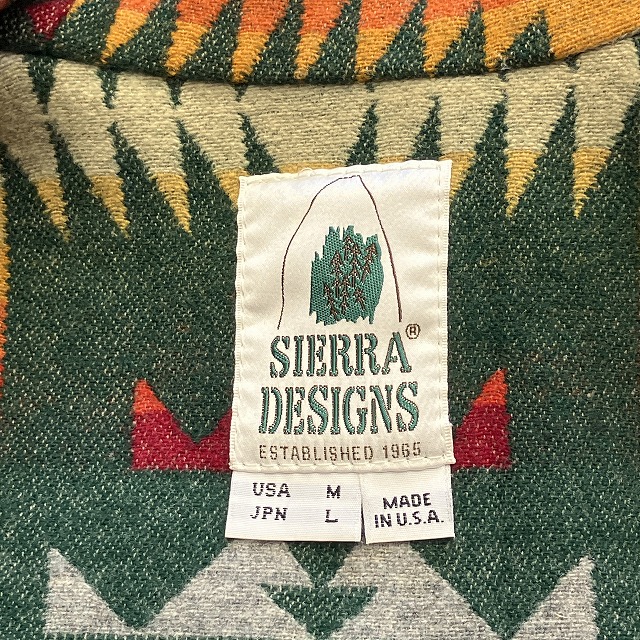 SIERRA®
DESIGNS
ESTABLISHED 1965
USA M
JPN L
MADE
IN U.S.A.